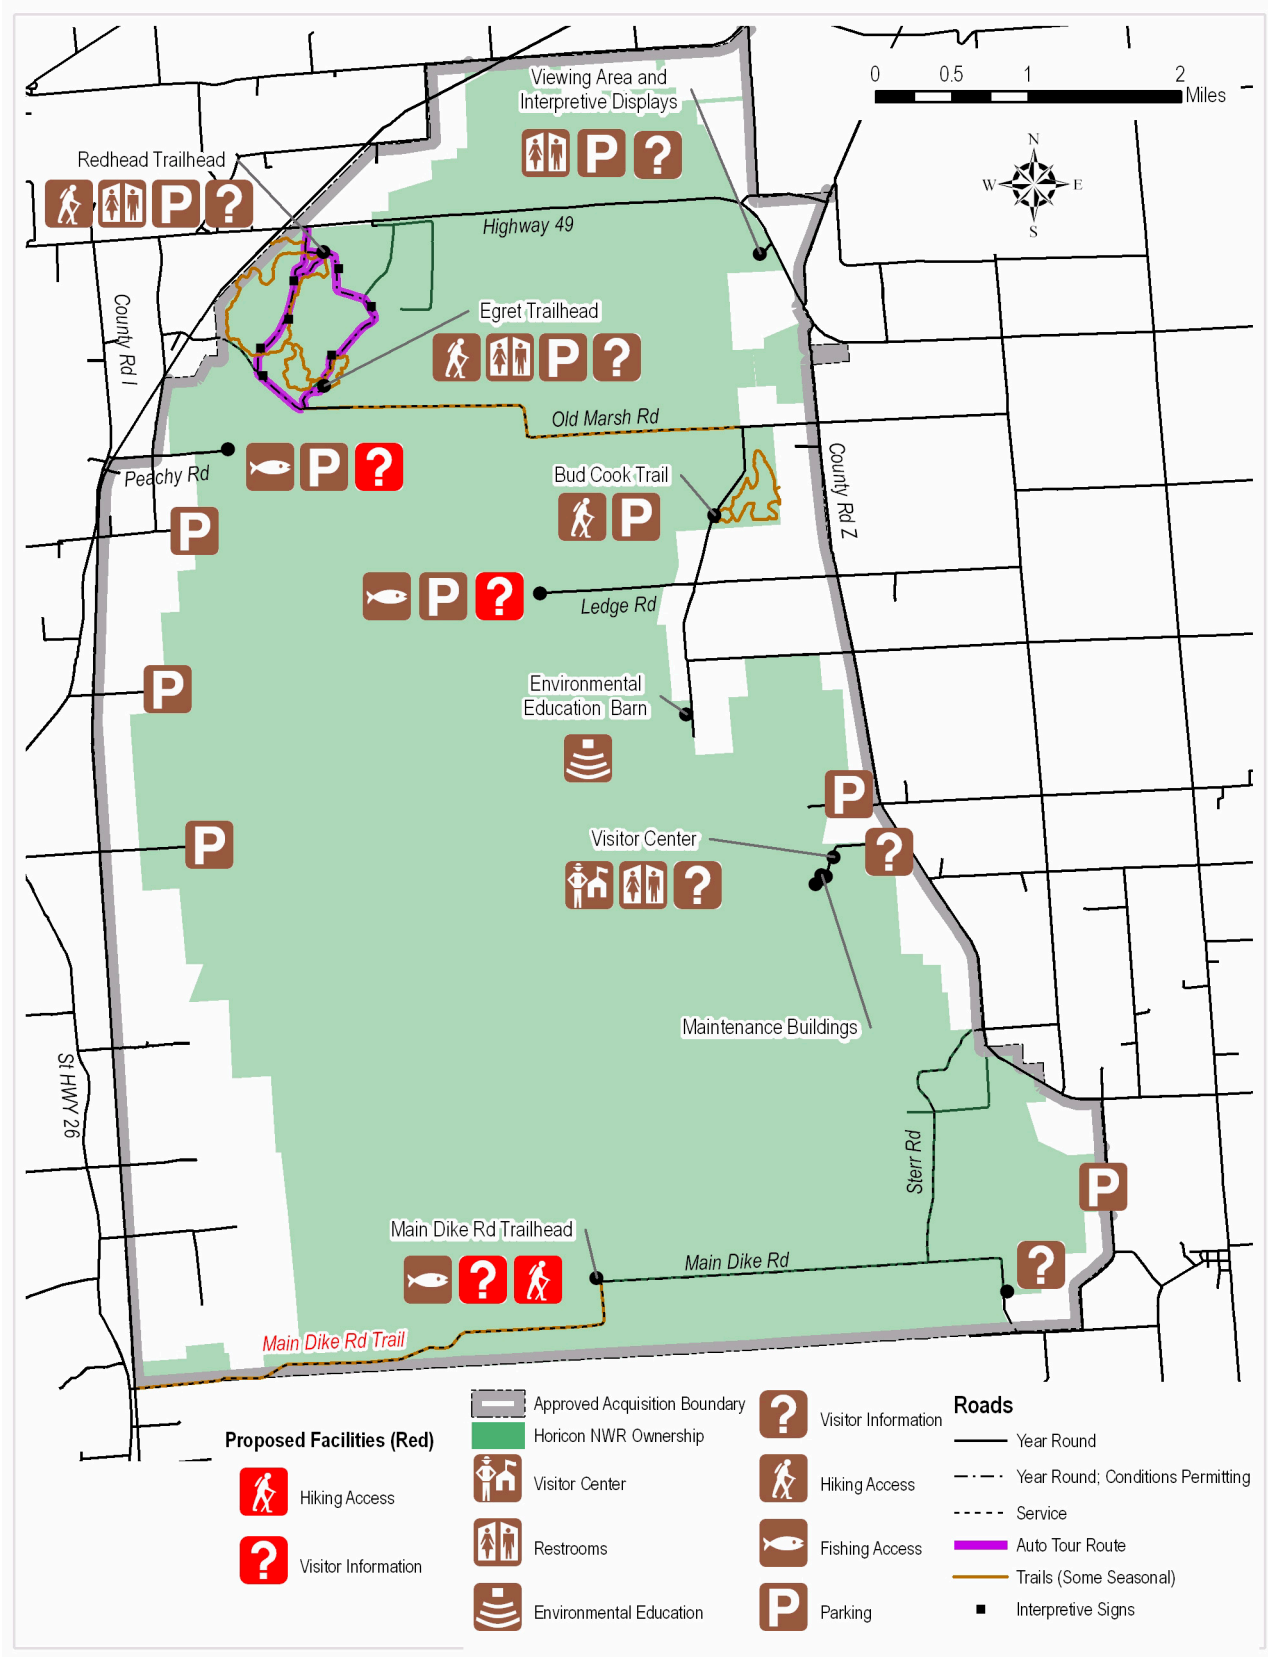 Viewing Area and
Interpretive Displays
0 0.5 1 2
Miles
N
W E
S
Redhead Trailhead
Highway 49
County Rd I
Egret Trailhead
Old Marsh Rd
Peachy Rd
Bud Cook Trail
County Rd Z
Ledge Rd
Environmental
Education Barn
Visitor Center
Maintenance Buildings
St HWY 26
Sterr Rd
Main Dike Rd Trailhead
Main Dike Rd
Main Dike Rd Trail
Proposed Facilities (Red)
Hiking Access
Visitor Information
Approved Acquisition Boundary
Horicon NWR Ownership
Visitor Center
Restrooms
Environmental Education
Visitor Information
Hiking Access
Fishing Access
P Parking
Roads
Year Round
Year Round; Conditions Permitting
Service
Auto Tour Route
Trails (Some Seasonal)
Interpretive Signs